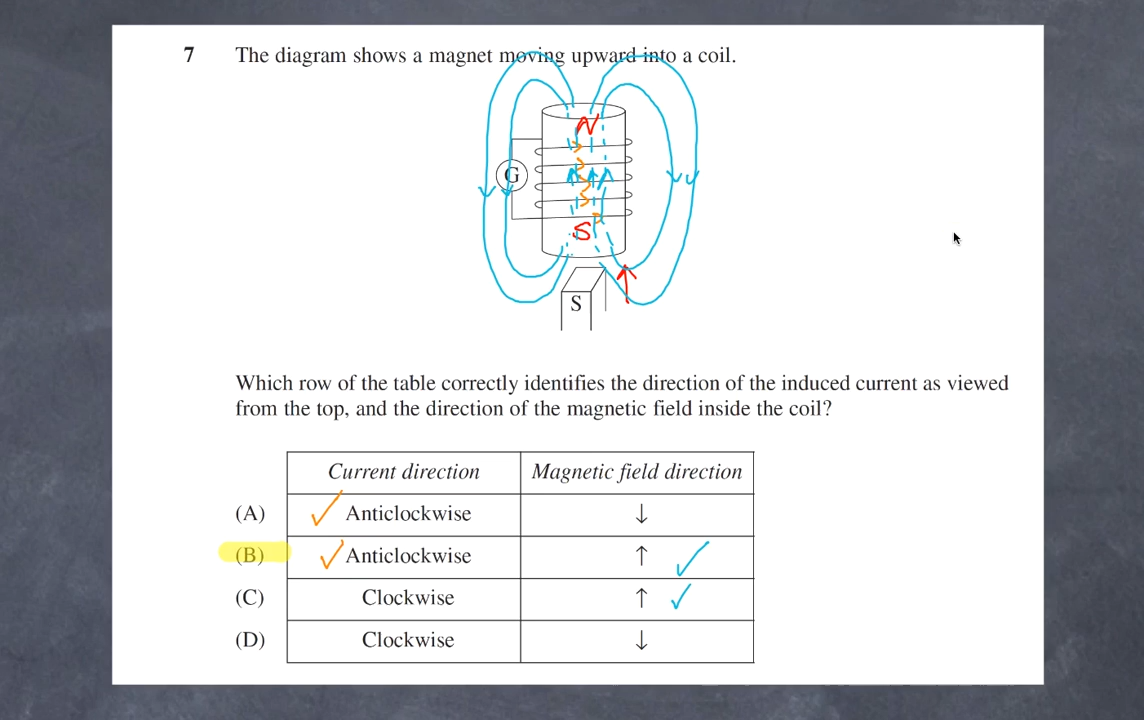 7 The diagram shows a magnet moving upward into a coil.
N
G
S
S
Which row of the table correctly identifies the direction of the induced current as viewed
from the top, and the direction of the magnetic field inside the coil?
Current direction Magnetic field direction
(A) Anticlockwise ↓
(B) Anticlockwise ↑
(C) Clockwise ↑
(D) Clockwise ↓